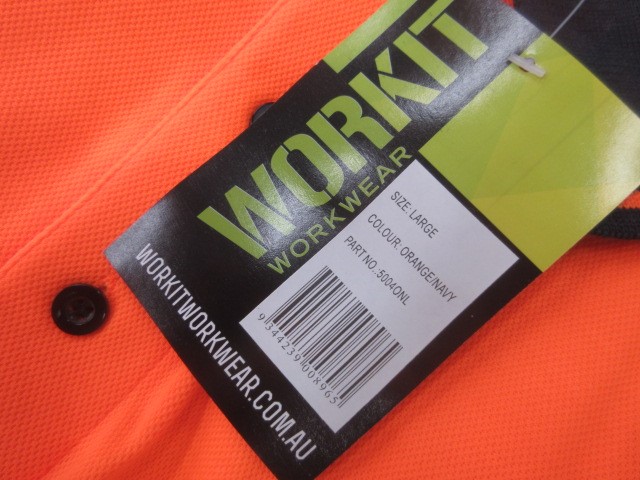 WORKIT
WORKWEAR
SIZE: LARGE
COLOUR: ORANGE/NAVY
PART NO.:5004ONL
WORKITWORKWEAR.COM.AU